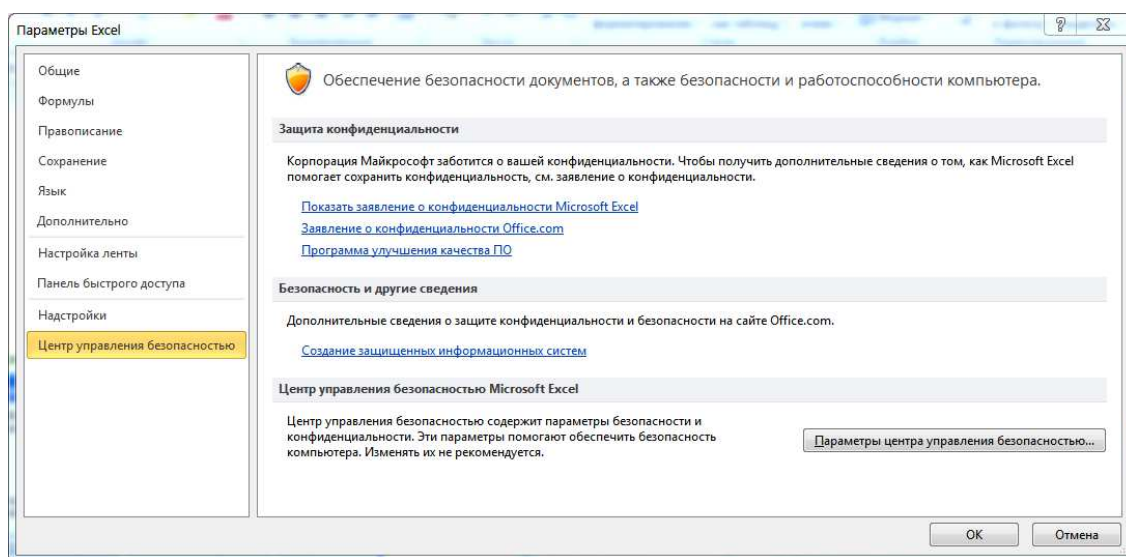 Параметры Excel
Общие
Формулы
Правописание
Сохранение
Язык
Дополнительно
Настройка ленты
Панель быстрого доступа
Надстройки
Центр управления безопасностью
Обеспечение безопасности документов, а также безопасности и работоспособности компьютера.
Защита конфиденциальности
Корпорация Майкрософт заботится о вашей конфиденциальности. Чтобы получить дополнительные сведения о том, как Microsoft Excel
помогает сохранить конфиденциальность, см. заявление о конфиденциальности.
Показать заявление о конфиденциальности Microsoft Excel
Заявление о конфиденциальности Office.com
Программа улучшения качества ПО
Безопасность и другие сведения
Дополнительные сведения о защите конфиденциальности и безопасности на сайте Office.com.
Создание защищенных информационных систем
Центр управления безопасностью Microsoft Excel
Центр управления безопасностью содержит параметры безопасности и
конфиденциальности. Эти параметры помогают обеспечить безопасность
компьютера. Изменять их не рекомендуется.
Параметры центра управления безопасностью...
ОК
Отмена